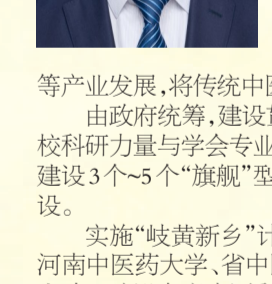 等产业发展,将传统中医
由政府统筹,建设
校科研力量与学会专业
建设3个~5个“旗舰”型
设。
实施“岐黄新乡”计
河南中医药大学、省中